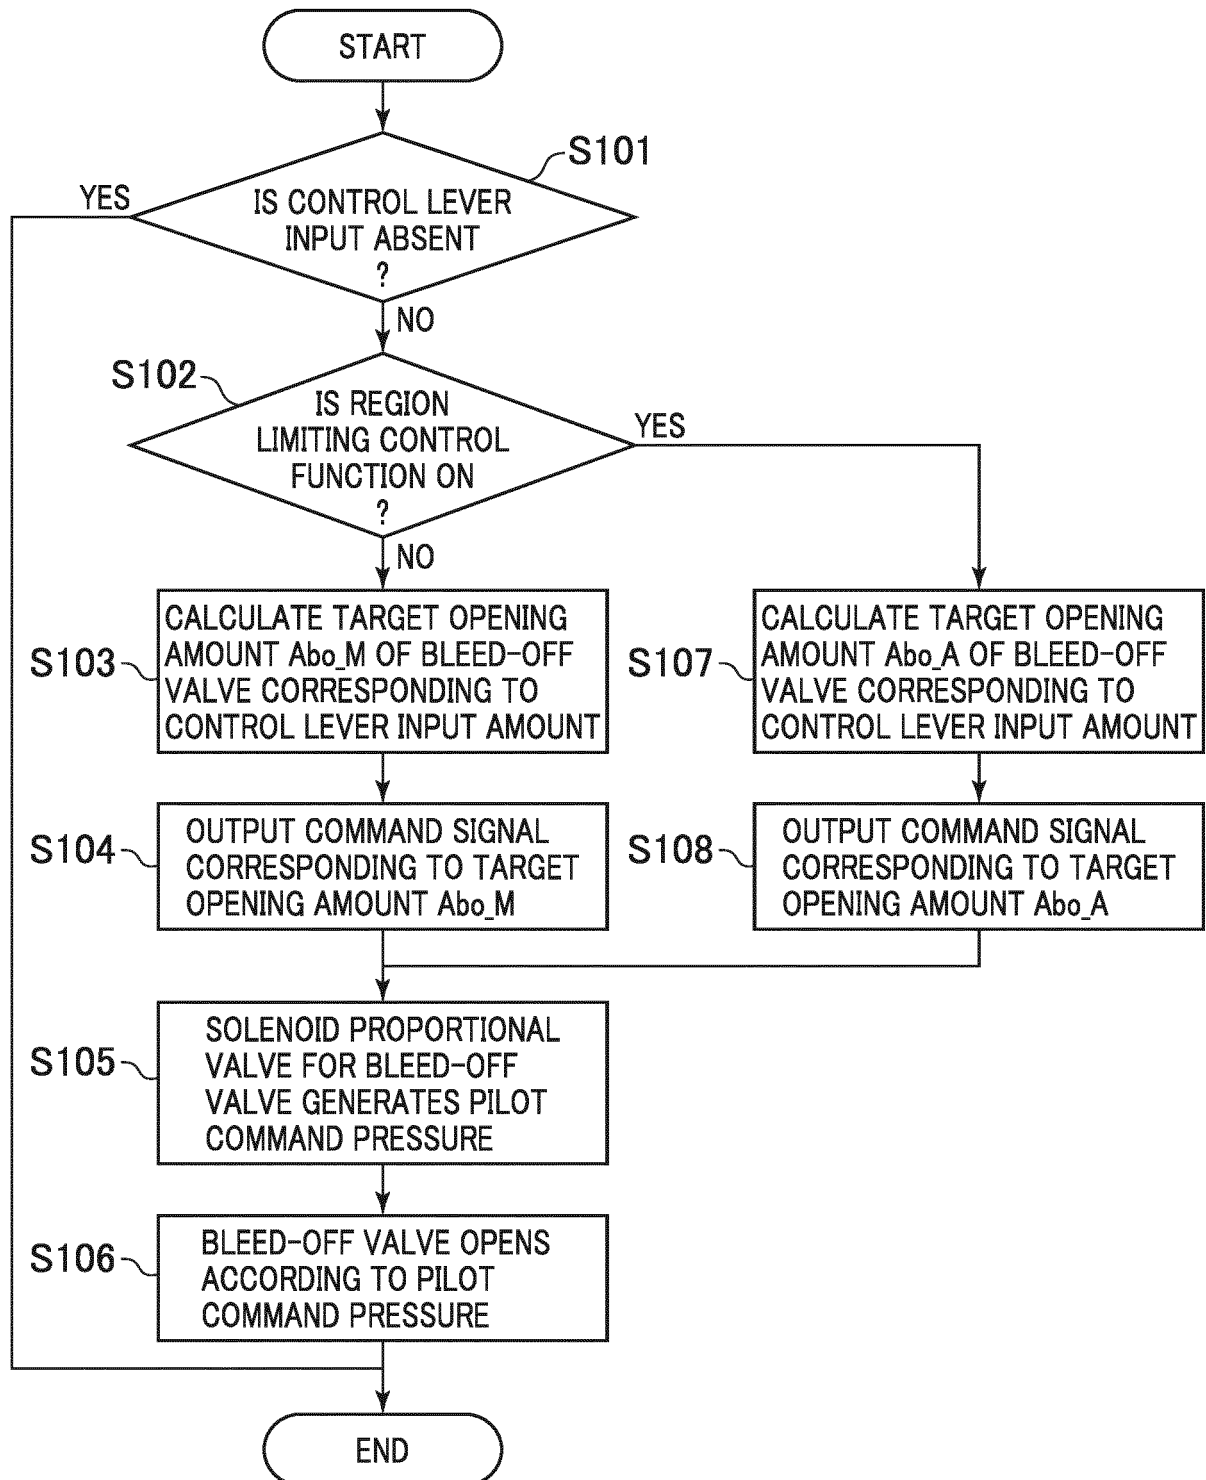 START
S101
YES
IS CONTROL LEVER
INPUT ABSENT
?
NO
S102
IS REGION
LIMITING CONTROL
FUNCTION ON
?
YES
NO
S103
CALCULATE TARGET OPENING
AMOUNT Abo_M OF BLEED-OFF
VALVE CORRESPONDING TO
CONTROL LEVER INPUT AMOUNT
S107
CALCULATE TARGET OPENING
AMOUNT Abo_A OF BLEED-OFF
VALVE CORRESPONDING TO
CONTROL LEVER INPUT AMOUNT
S104
OUTPUT COMMAND SIGNAL
CORRESPONDING TO TARGET
OPENING AMOUNT Abo_M
S108
OUTPUT COMMAND SIGNAL
CORRESPONDING TO TARGET
OPENING AMOUNT Abo_A
S105
SOLENOID PROPORTIONAL
VALVE FOR BLEED-OFF
VALVE GENERATES PILOT
COMMAND PRESSURE
S106
BLEED-OFF VALVE OPENS
ACCORDING TO PILOT
COMMAND PRESSURE
END